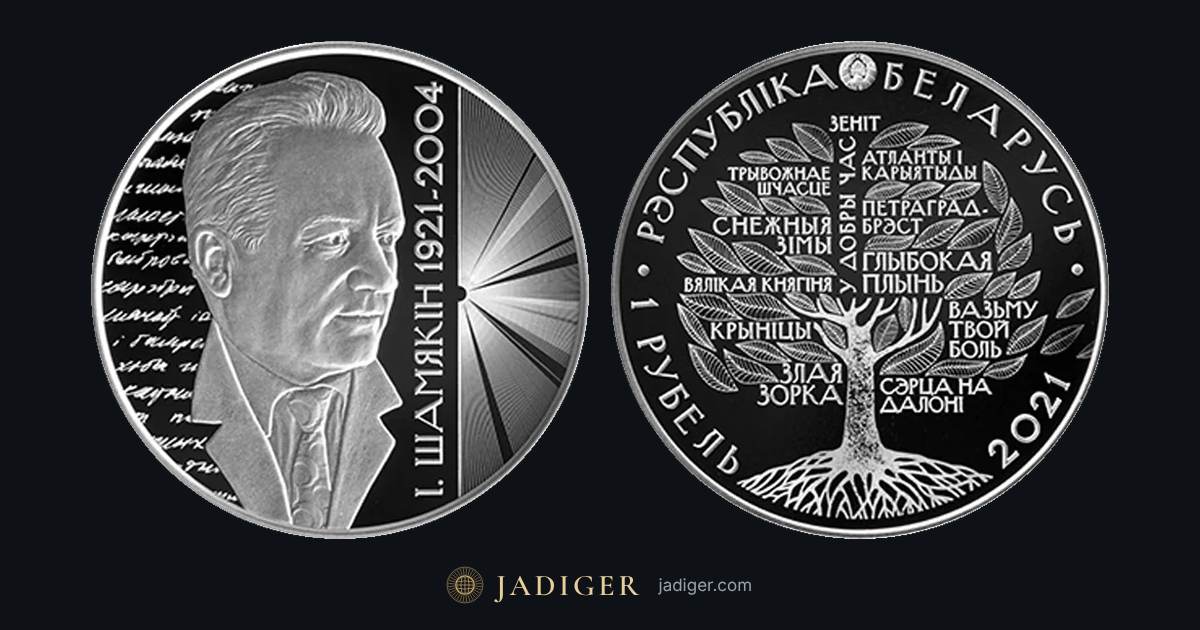 І. ШАМЯКІН 1921-2004
РЭСПУБЛІКА БЕЛАРУСЬ
ЗЕНІТ
ТРЫВОЖНАЕ
ШЧАСЦЕ
СНЕЖНЫЯ
ЗІМЫ
ВЯЛІКАЯ КНЯГІНЯ
КРЫНІЦЫ
ЗЛАЯ
ЗОРКА
У ДОБРЫ ЧАС
АТЛАНТЫ І
КАРЫЯТЫДЫ
ПЕТРАГРАД-
БРЭСТ
ГЛЫБОКАЯ
ПЛЫНЬ
ВАЗЬМУ
ТВОЙ
БОЛЬ
СЭРЦА НА
ДАЛОНІ
1 РУБЕЛЬ
2021
JADIGER
jadiger.com